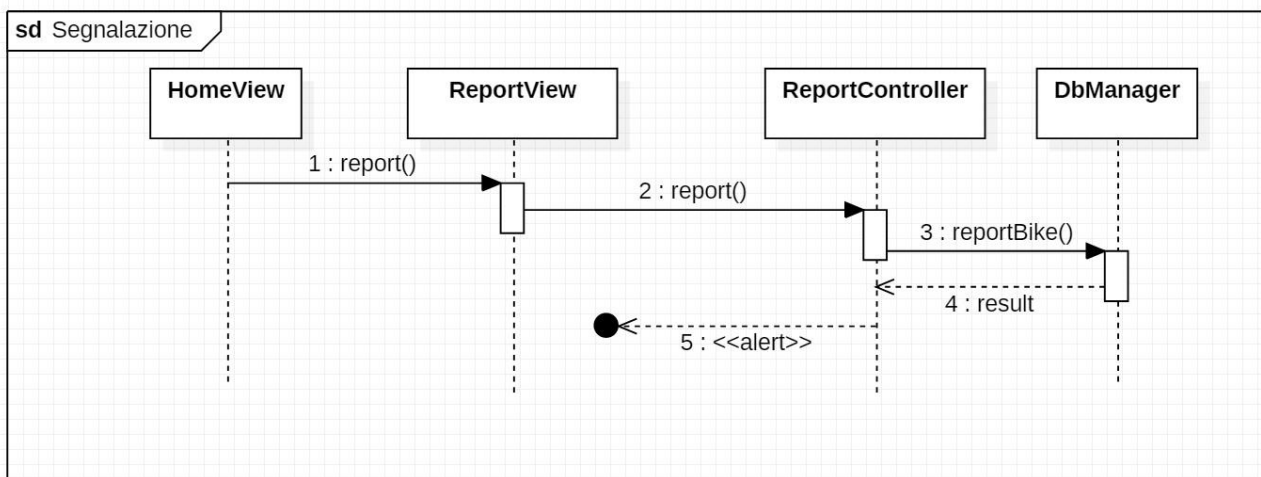 sd Segnalazione
HomeView
ReportView
ReportController
DbManager
1 : report()
2 : report()
3 : reportBike()
4 : result
5 : <<alert>>